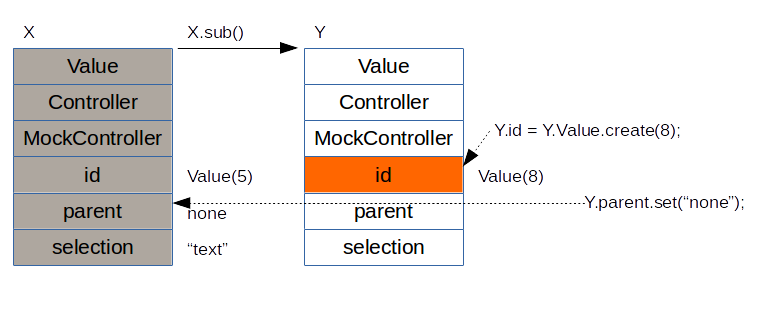 X
X.sub()
Y
Value
Value
Controller
Controller
MockController
MockController
Y.id = Y.Value.create(8);
id
Value(5)
id
Value(8)
parent
none
parent
Y.parent.set(“none”);
selection
“text”
selection